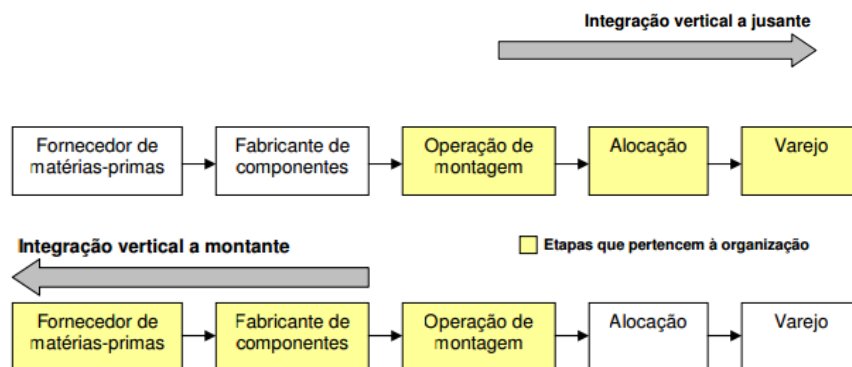 Integração vertical a jusante
Fornecedor de
matérias-primas
Fabricante de
componentes
Operação de
montagem
Alocação
Varejo
Integração vertical a montante
Etapas que pertencem à organização
Fornecedor de
matérias-primas
Fabricante de
componentes
Operação de
montagem
Alocação
Varejo